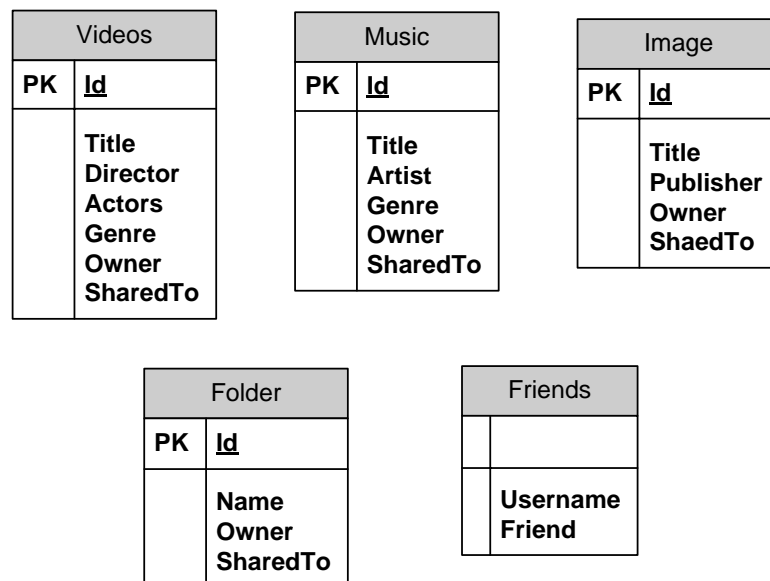 Videos
PK Id
Title
Director
Actors
Genre
Owner
SharedTo
Music
PK Id
Title
Artist
Genre
Owner
SharedTo
Image
PK Id
Title
Publisher
Owner
ShaedTo
Folder
PK Id
Name
Owner
SharedTo
Friends
Username
Friend